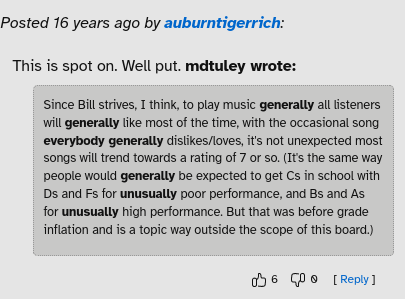 Posted 16 years ago by auburntigerrich:
This is spot on. Well put. mdtuley wrote:
Since Bill strives, I think, to play music generally all listeners
will generally like most of the time, with the occasional song
everybody generally dislikes/loves, it's not unexpected most
songs will trend towards a rating of 7 or so. (It's the same way
people would generally be expected to get Cs in school with
Ds and Fs for unusually poor performance, and Bs and As
for unusually high performance. But that was before grade
inflation and is a topic way outside the scope of this board.)
6 0 [ Reply ]